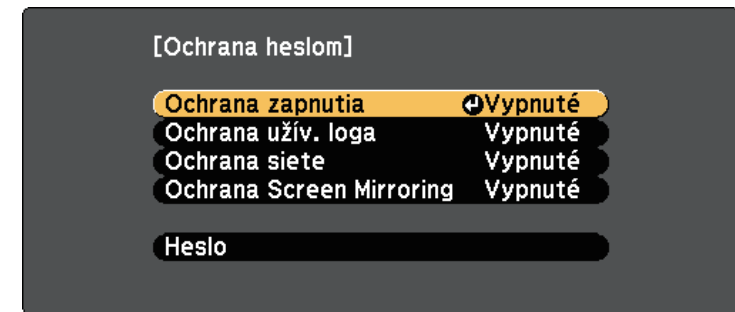 [Ochrana heslom]
Ochrana zapnutia Vypnuté
Ochrana užív. loga Vypnuté
Ochrana siete Vypnuté
Ochrana Screen Mirroring Vypnuté
Heslo